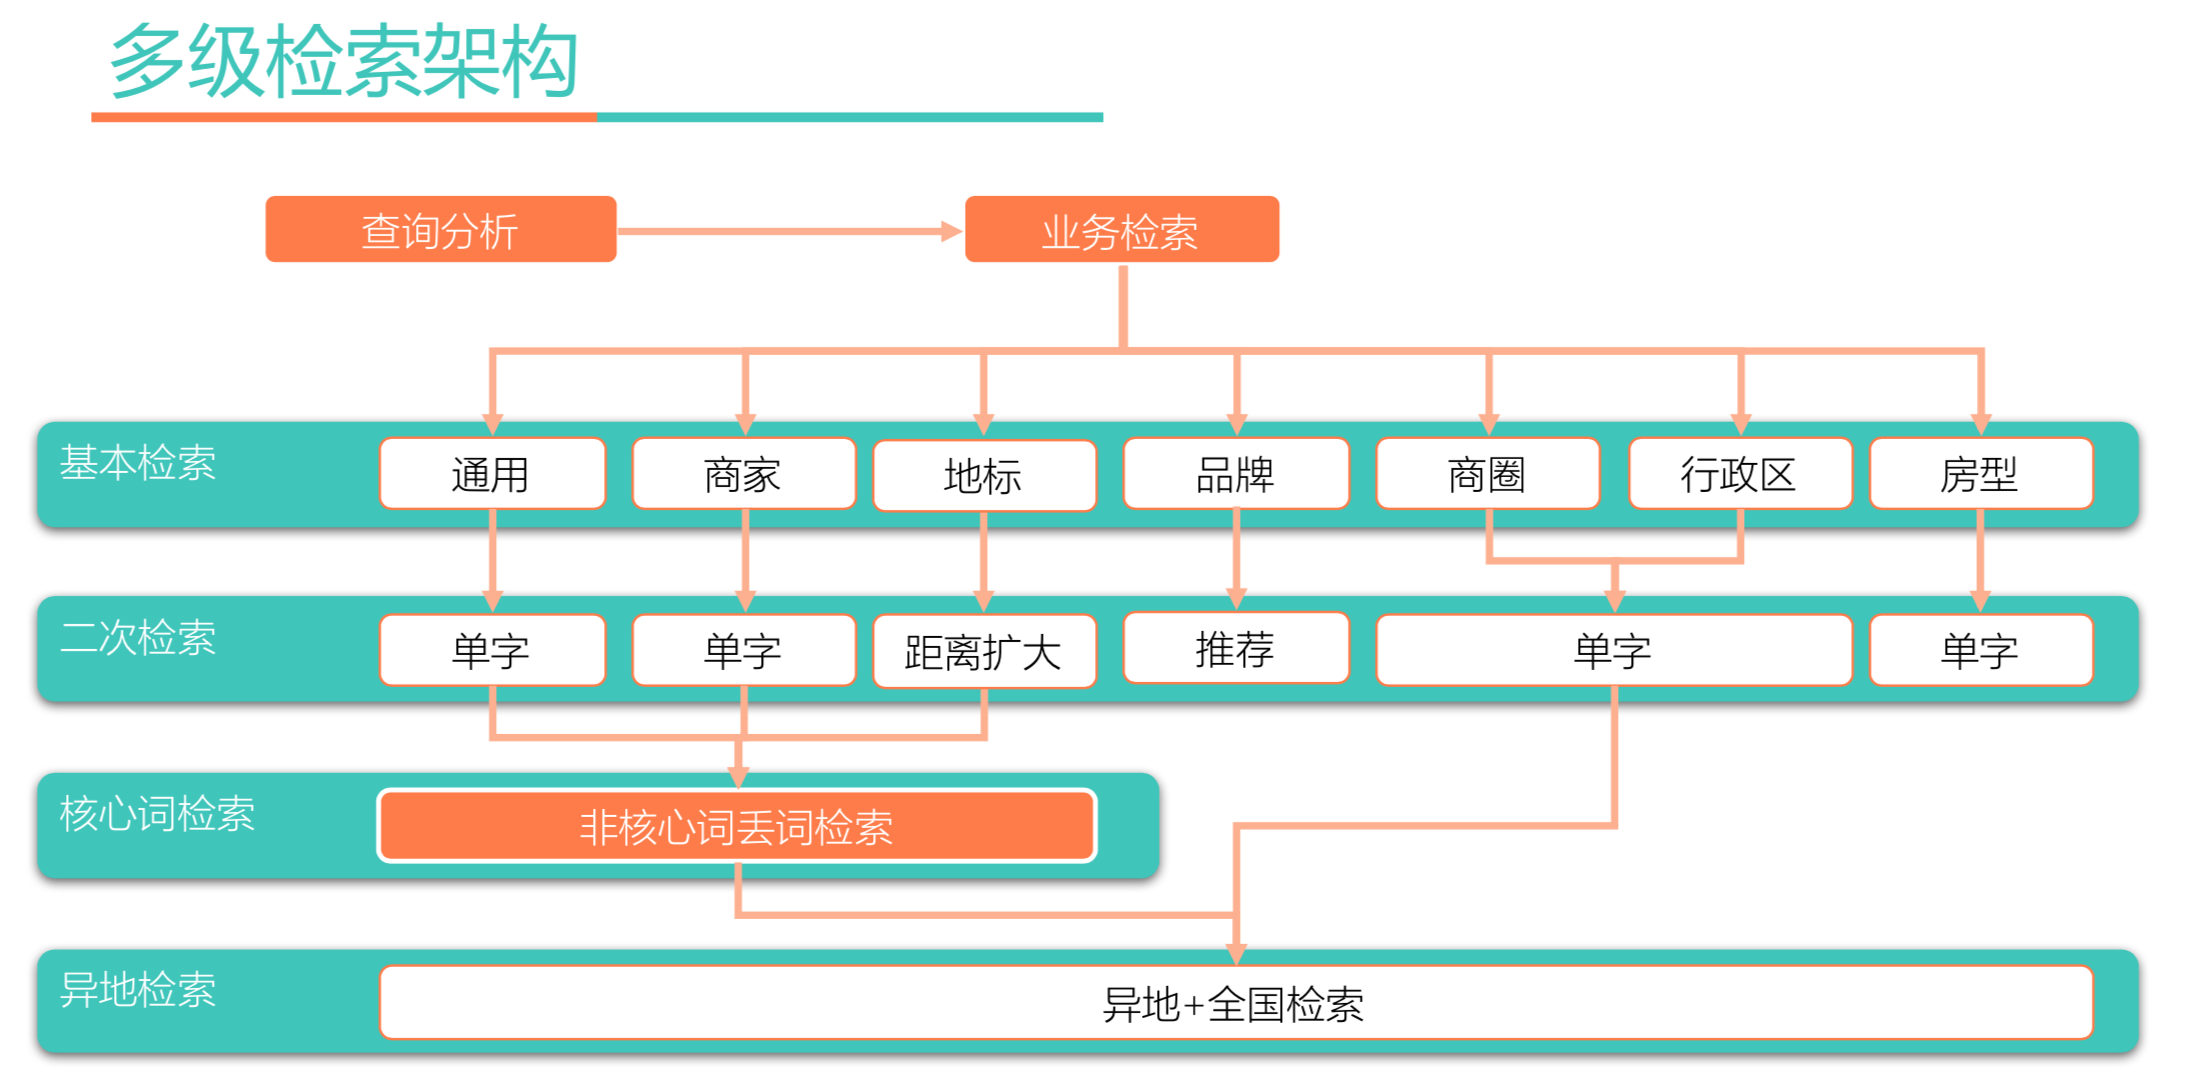 多级检索架构
查询分析
业务检索
基本检索
通用
商家
地标
品牌
商圈
行政区
房型
二次检索
单字
单字
距离扩大
推荐
单字
单字
核心词检索
非核心词丢词检索
异地检索
异地+全国检索